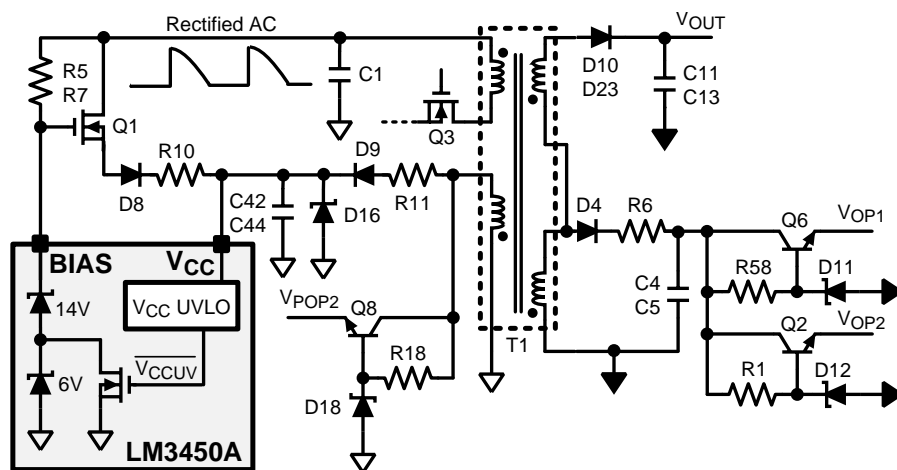 Rectified AC
VOUT
R5
R7
C1
D10
D23
C11
C13
Q1
Q3
R10
D9
D8
C42
C44
D16
R11
D4
R6
Q6
VOP1
BIAS
VCC
VPOP2
Q8
C4
C5
R58
D11
14V
VCC UVLO
Q2
VOP2
T1
VCCUV
R18
R1
D12
6V
D18
LM3450A